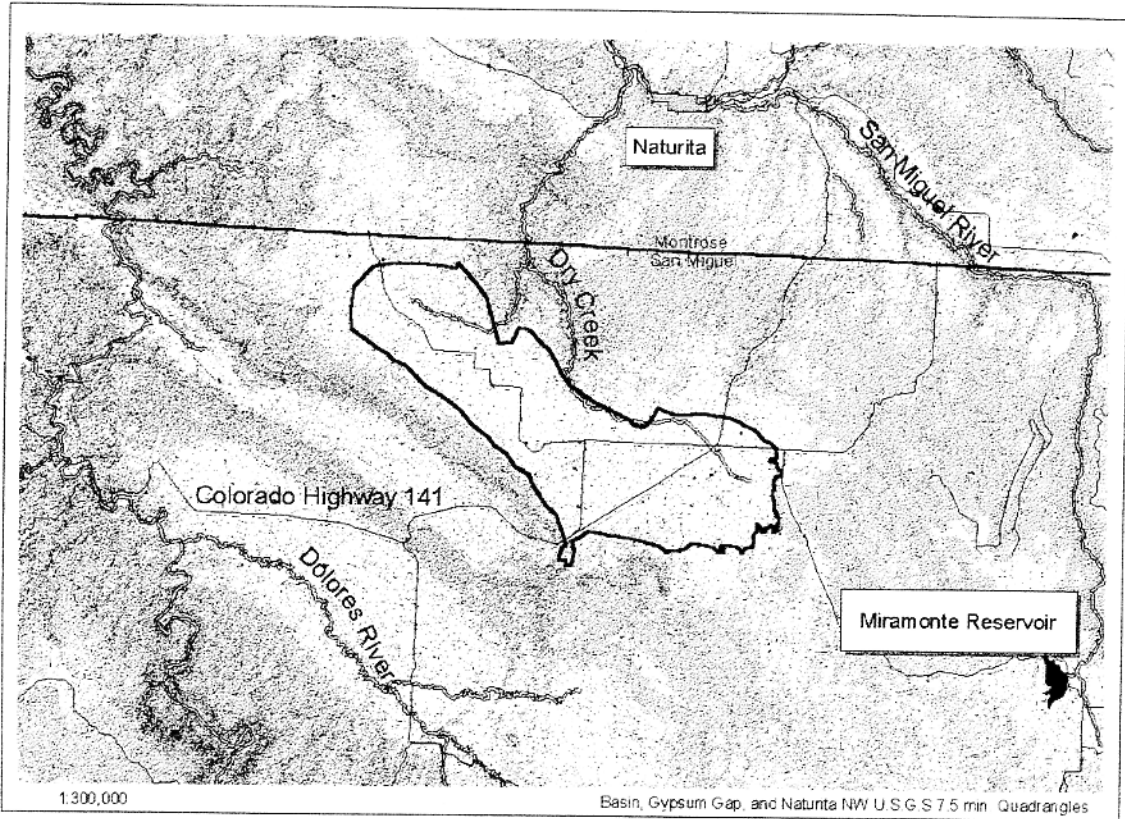 Naturita
San Miguel River
Montrose
San Miguel
Dry Creek
Colorado Highway 141
Dolores River
Miramonte Reservoir
1:300,000
Basin, Gypsum Gap, and Naturita NW U.S.G.S 7.5 min Quadrangles